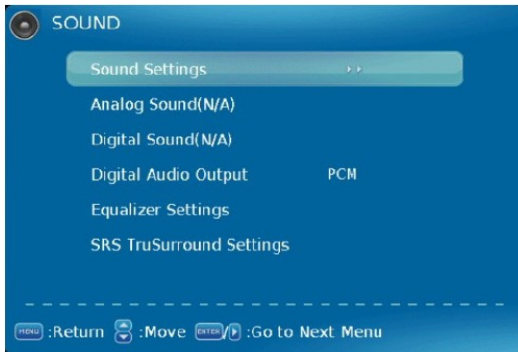 SOUND
Sound Settings
Analog Sound(N/A)
Digital Sound(N/A)
Digital Audio Output PCM
Equalizer Settings
SRS TruSurround Settings
MENU :Return :Move ENTER/ :Go to Next Menu